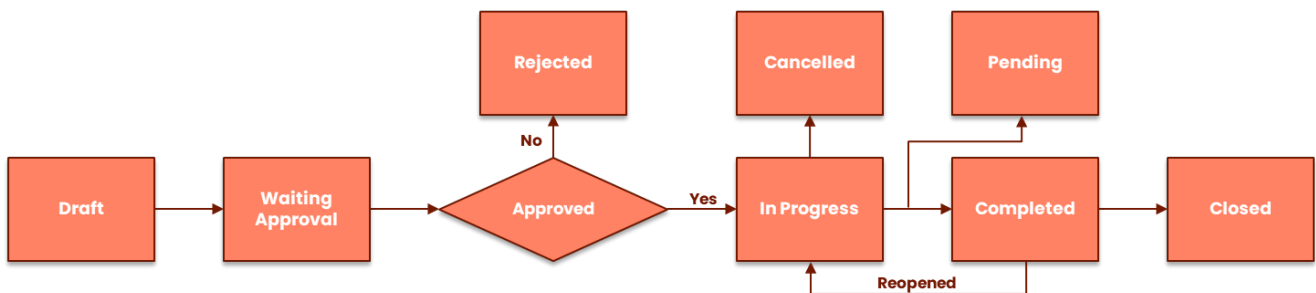 Rejected
Cancelled
Pending
No
Draft
Waiting
Approval
Approved
Yes
In Progress
Completed
Closed
Reopened